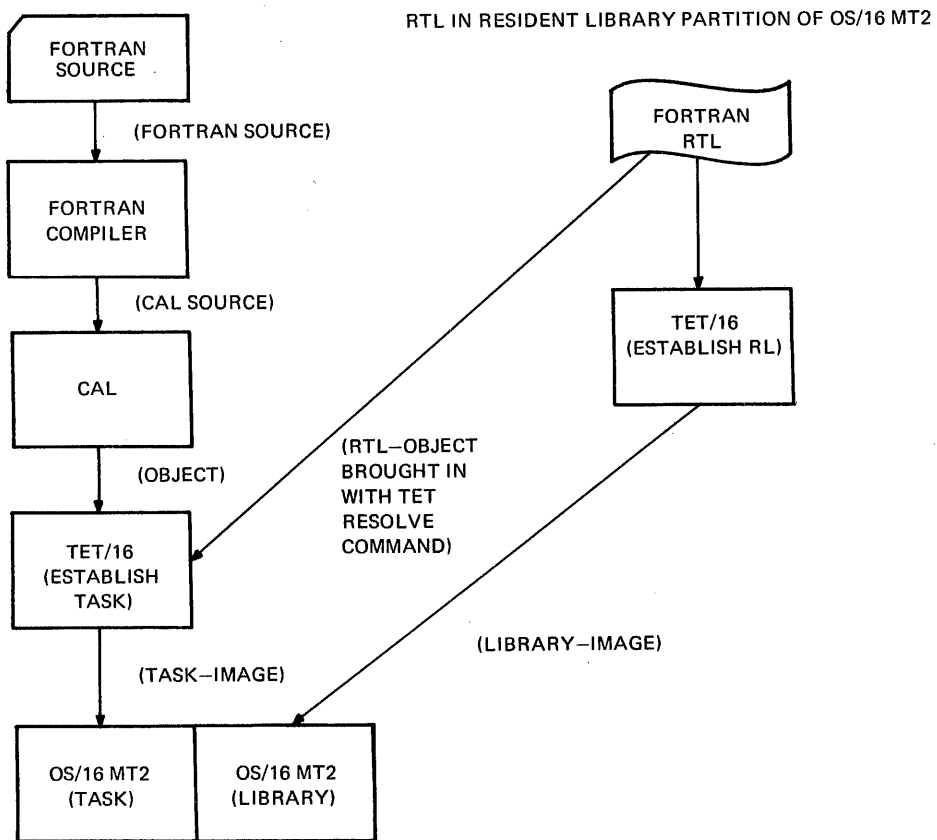 RTL IN RESIDENT LIBRARY PARTITION OF OS/16 MT2
FORTRAN
SOURCE
(FORTRAN SOURCE)
FORTRAN
COMPILER
(CAL SOURCE)
CAL
(OBJECT)
TET/16
(ESTABLISH
TASK)
(TASK–IMAGE)
OS/16 MT2
(TASK)
FORTRAN
RTL
TET/16
(ESTABLISH RL)
(RTL–OBJECT
BROUGHT IN
WITH TET
RESOLVE
COMMAND)
(LIBRARY–IMAGE)
OS/16 MT2
(LIBRARY)